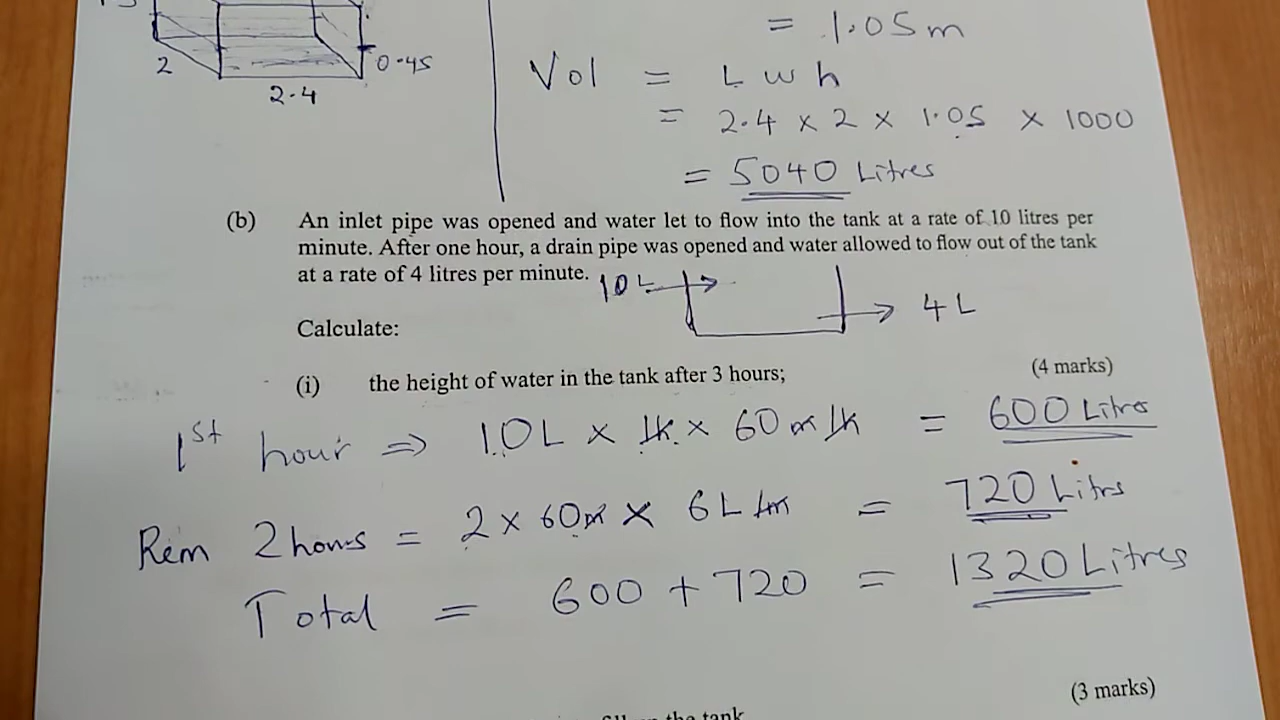 = 1.05m
2
0.45
2.4
Vol = L w h
= 2.4 x 2 x 1.05 x 1000
= 5040 Litres
(b) An inlet pipe was opened and water let to flow into the tank at a rate of 10 litres per
minute. After one hour, a drain pipe was opened and water allowed to flow out of the tank
at a rate of 4 litres per minute.
10L
4L
Calculate:
(i) the height of water in the tank after 3 hours; (4 marks)
1st hour => 10L x 1h x 60m/h = 600 Litres
Rem 2 hours = 2 x 60m x 6L/m = 720 Litrs
Total = 600 + 720 = 1320 Litres
(3 marks)
the tank